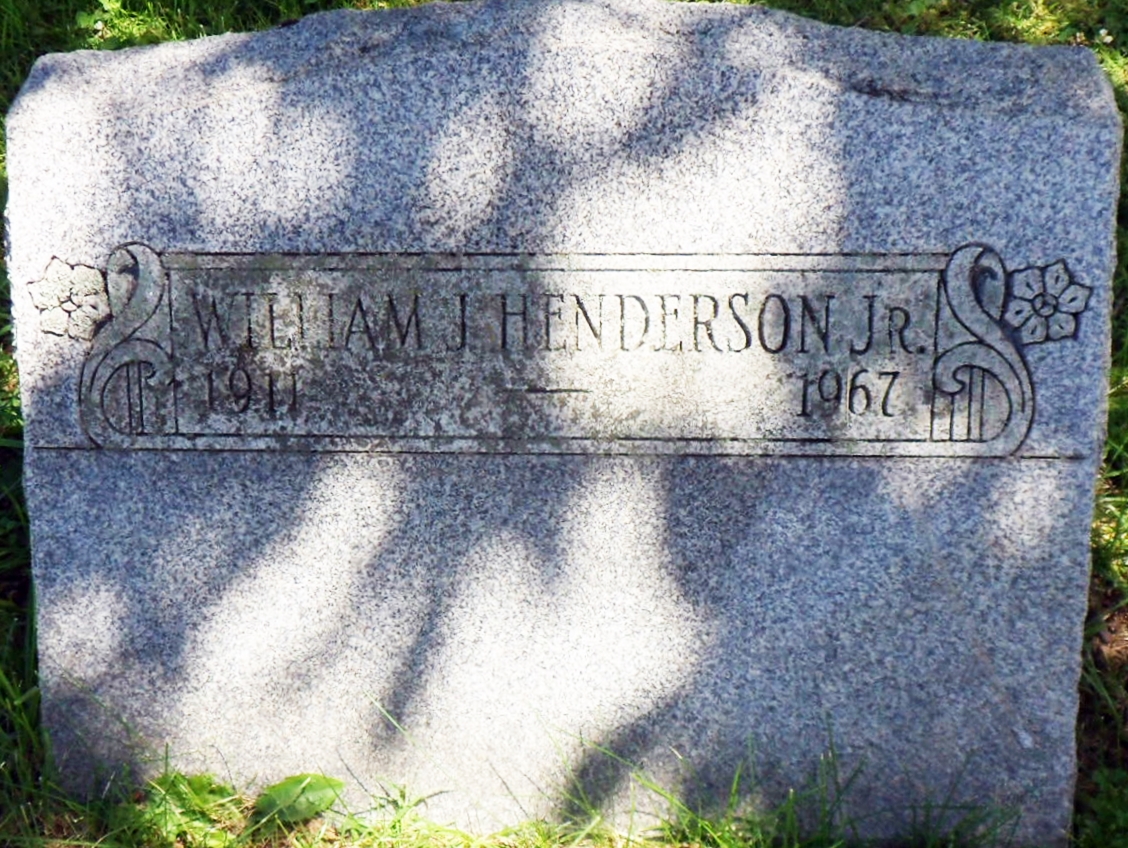 WILLIAM J HENDERSON JR.
1911 — 1967